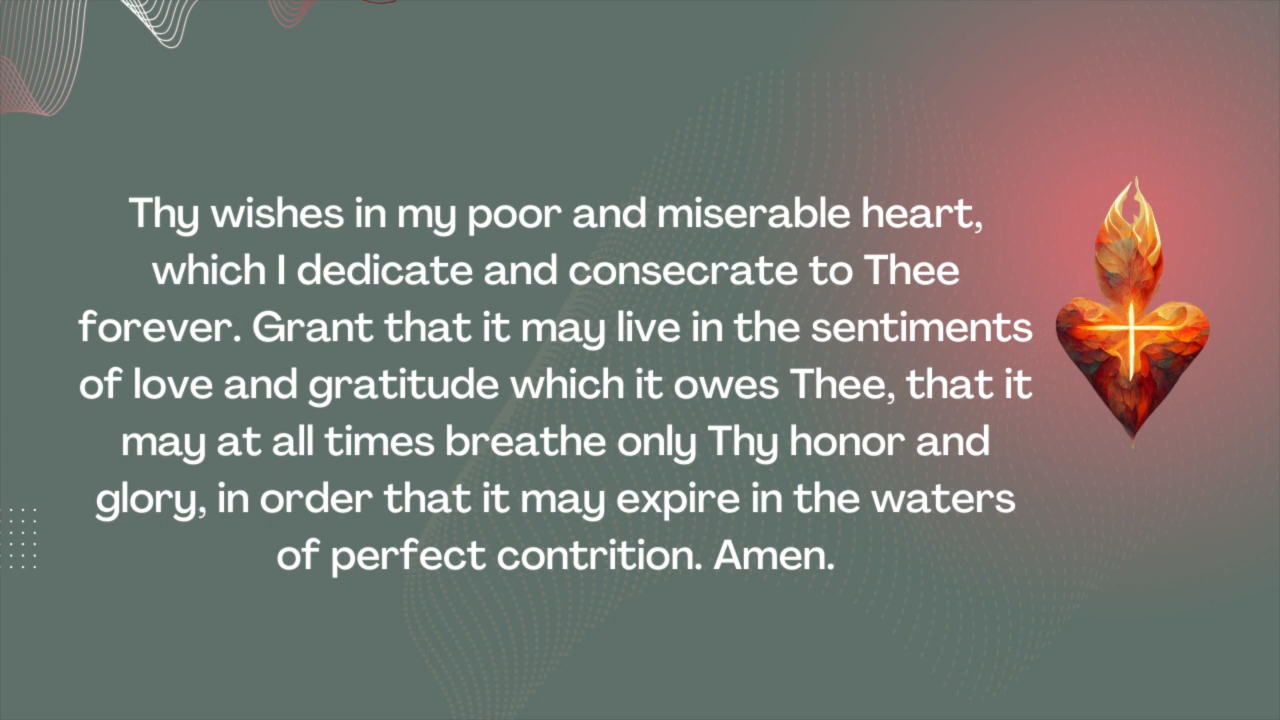 Thy wishes in my poor and miserable heart,
which I dedicate and consecrate to Thee
forever. Grant that it may live in the sentiments
of love and gratitude which it owes Thee, that it
may at all times breathe only Thy honor and
glory, in order that it may expire in the waters
of perfect contrition. Amen.